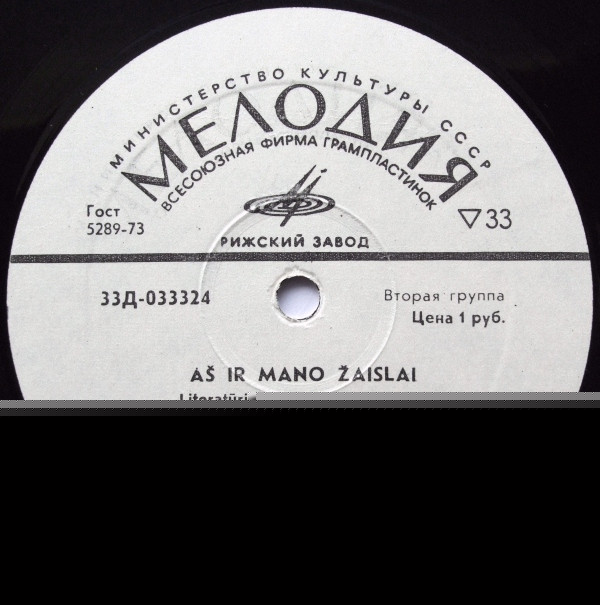 МИНИСТЕРСТВО КУЛЬТУРЫ СССР
МЕЛОДИЯ
ВСЕСОЮЗНАЯ ФИРМА ГРАМПЛАСТИНОК
Гост
5289-73
РИЖСКИЙ ЗАВОД
▽33
33Д-033324
Вторая группа
Цена 1 руб.
AŠ IR MANO ŽAISLAI